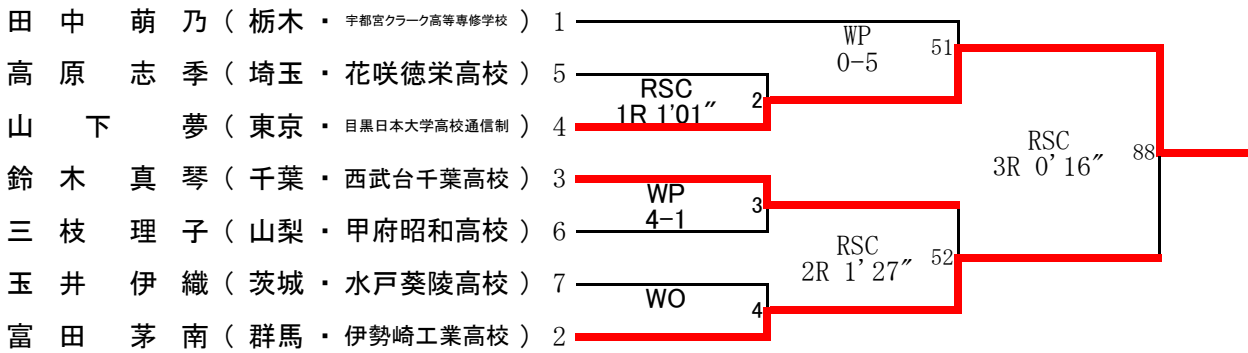 田中 萌乃 ( 栃木 ・ 宇都宮クラーク高等専修学校 ) 1
WP
0-5
51
高原 志季 ( 埼玉 ・ 花咲徳栄高校 ) 5
RSC
1R 1'01″
2
山下 夢 ( 東京 ・ 目黒日本大学高校通信制 ) 4
RSC
3R 0'16″
88
鈴木 真琴 ( 千葉 ・ 西武台千葉高校 ) 3
WP
4-1
3
三枝 理子 ( 山梨 ・ 甲府昭和高校 ) 6
RSC
2R 1'27″
52
玉井 伊織 ( 茨城 ・ 水戸葵陵高校 ) 7
WO
4
富田 茅南 ( 群馬 ・ 伊勢崎工業高校 ) 2